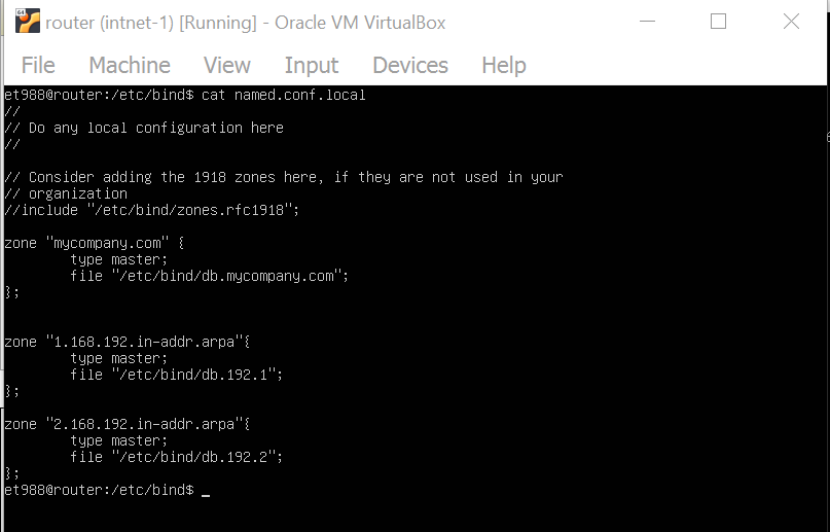 router (intnet-1) [Running] - Oracle VM VirtualBox
File Machine View Input Devices Help
et988@router:/etc/bind$ cat named.conf.local
//
// Do any local configuration here
//
// Consider adding the 1918 zones here, if they are not used in your
// organization
//include "/etc/bind/zones.rfc1918";
zone "mycompany.com" {
        type master;
        file "/etc/bind/db.mycompany.com";
};
zone "1.168.192.in-addr.arpa"{
        type master;
        file "/etc/bind/db.192.1";
};
zone "2.168.192.in-addr.arpa"{
        type master;
        file "/etc/bind/db.192.2";
};
et988@router:/etc/bind$ _